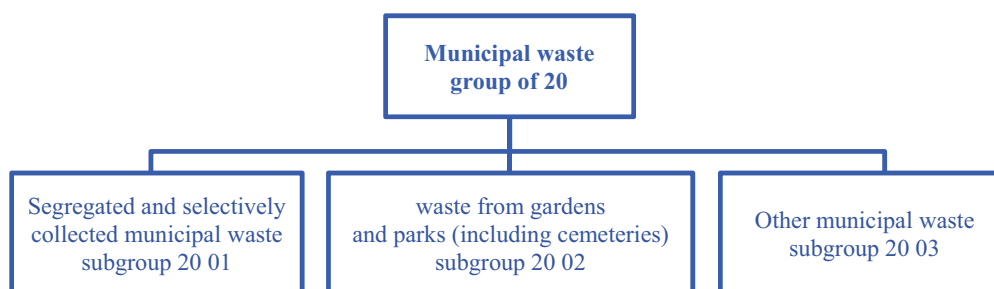 Municipal waste
group of 20
Segregated and selectively
collected municipal waste
subgroup 20 01
waste from gardens
and parks (including cemeteries)
subgroup 20 02
Other municipal waste
subgroup 20 03